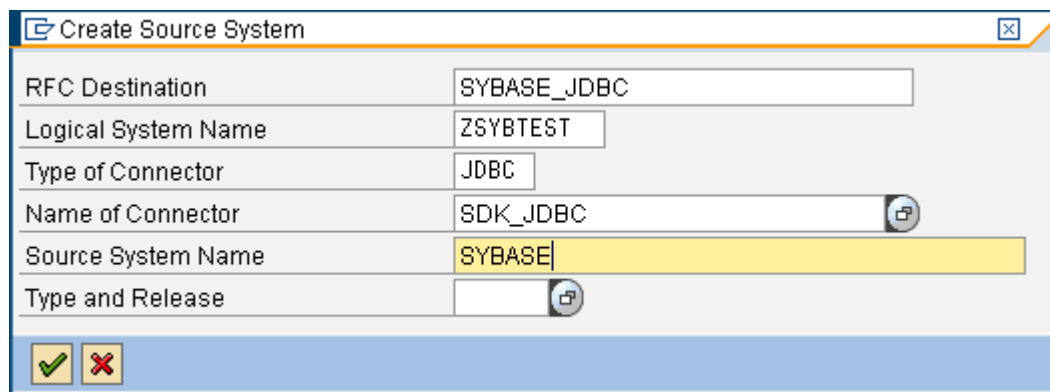 Create Source System
RFC Destination SYBASE_JDBC
Logical System Name ZSYBTEST
Type of Connector JDBC
Name of Connector SDK_JDBC
Source System Name SYBASE
Type and Release